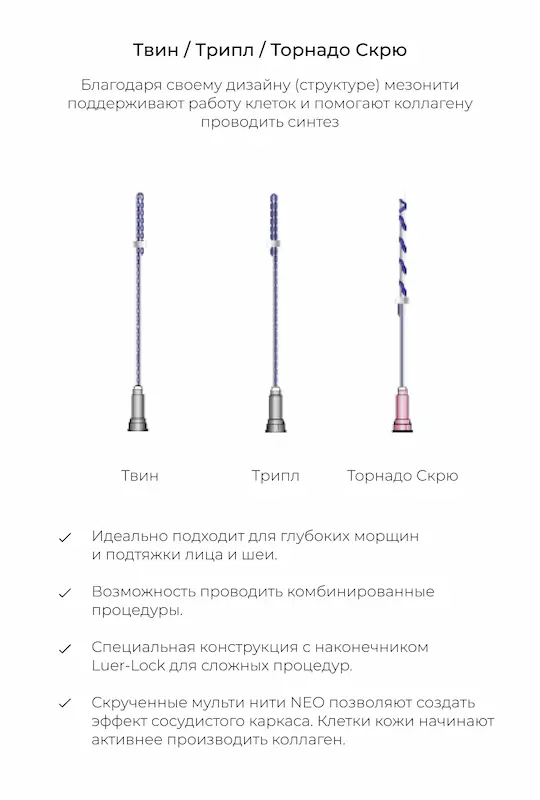 Твин / Трипл / Торнадо Скрю
Благодаря своему дизайну (структуре) мезонити
поддерживают работу клеток и помогают коллагену
проводить синтез
Твин
Трипл
Торнадо Скрю
Идеально подходит для глубоких морщин
и подтяжки лица и шеи.
Возможность проводить комбинированные
процедуры.
Специальная конструкция с наконечником
Luer-Lock для сложных процедур.
Скрученные мульти нити NEO позволяют создать
эффект сосудистого каркаса. Клетки кожи начинают
активнее производить коллаген.